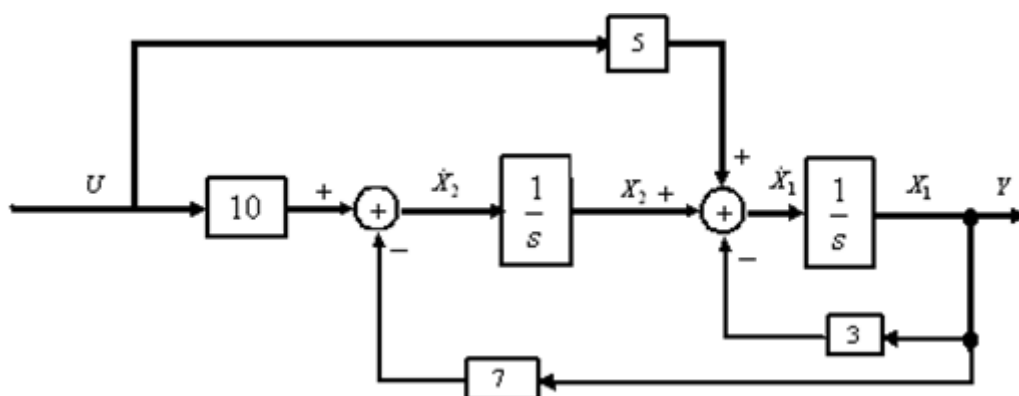 5
+
U
10
+
+
Ẋ₂
1
s
X₂ +
+
Ẋ₁
1
s
X₁
Y
−
−
3
7